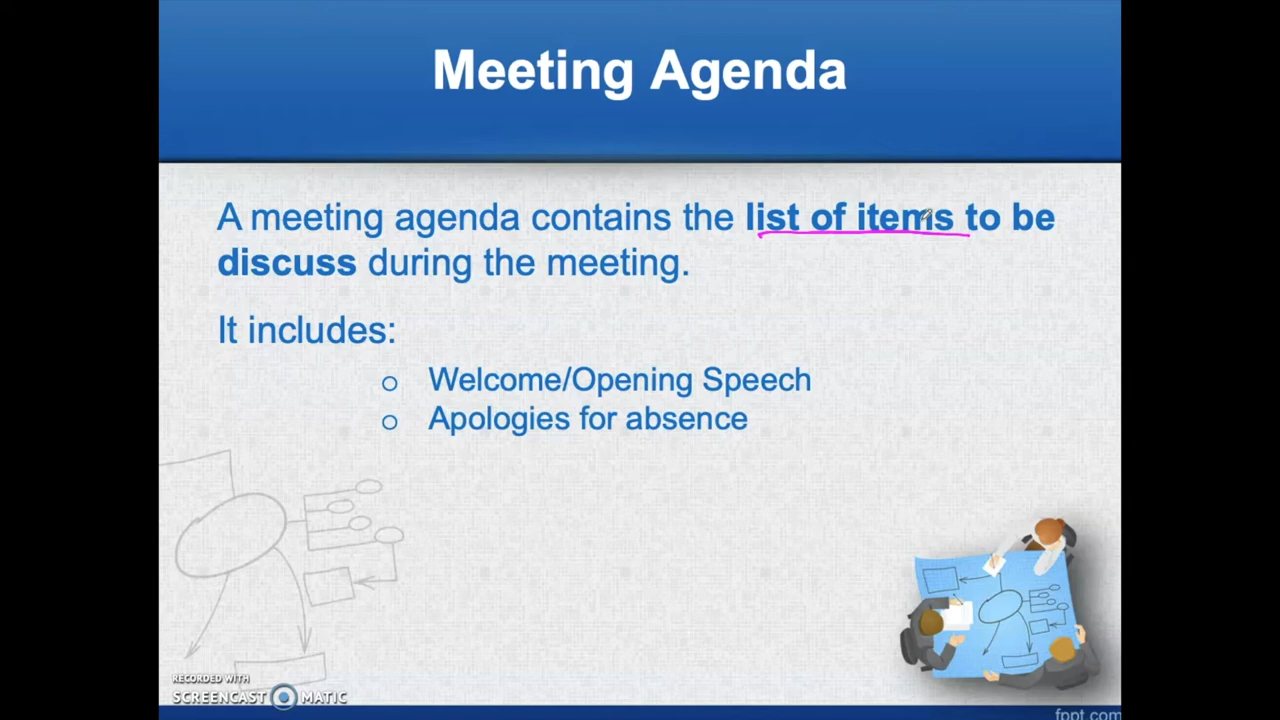 Meeting Agenda
A meeting agenda contains the list of items to be
discuss during the meeting.
It includes:
o Welcome/Opening Speech
o Apologies for absence
RECORDED WITH
SCREENCAST MATIC
fppt.com